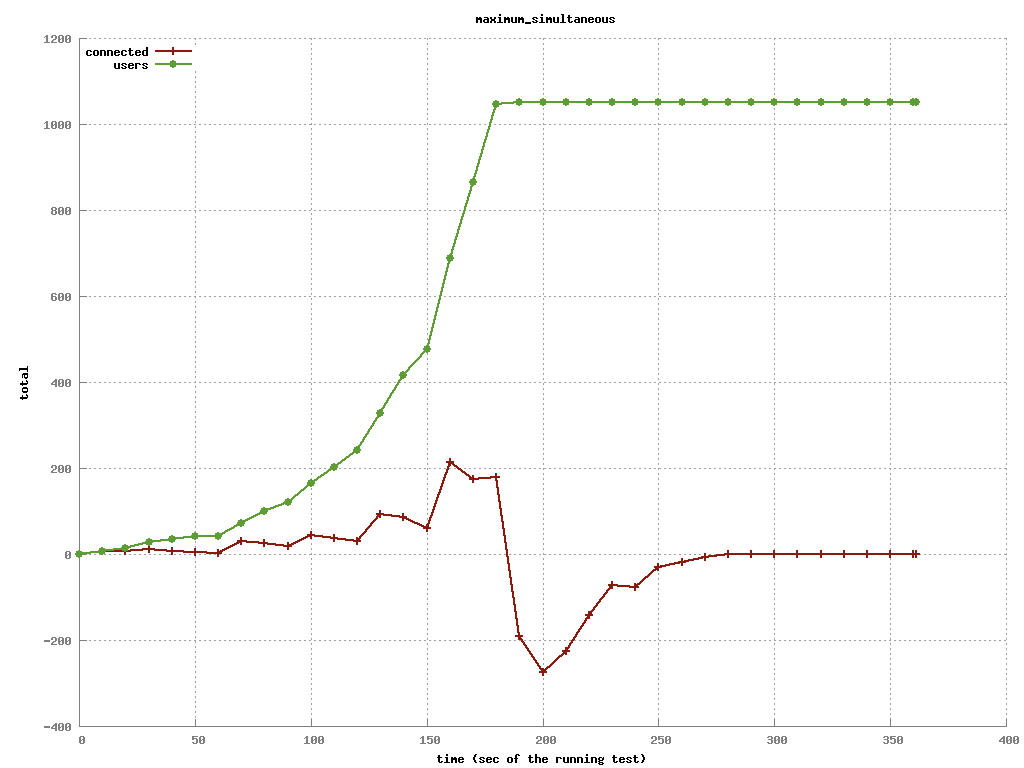 maximum_simultaneous
connected
users
1200
1000
800
600
400
200
0
-200
-400
total
0 50 100 150 200 250 300 350 400
time (sec of the running test)